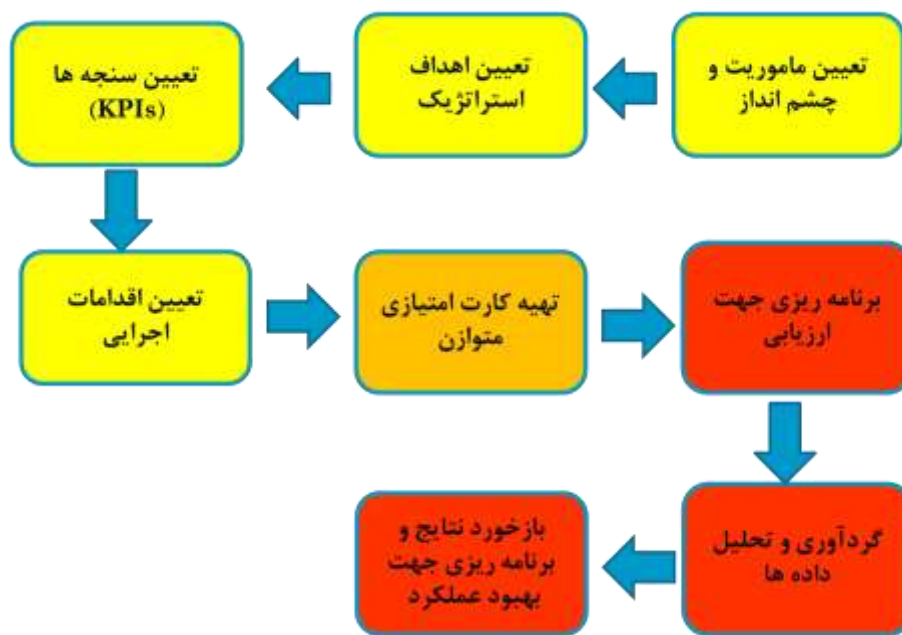 تعیین ماموریت و
چشم انداز
تعیین اهداف
استراتژیک
تعیین سنجه ها
(KPIs)
تعیین اقدامات
اجرایی
تهیه کارت امتیازی
متوازن
برنامه ریزی جهت
ارزیابی
گردآوری و تحلیل
داده ها
بازخورد نتایج و
برنامه ریزی جهت
بهبود عملکرد